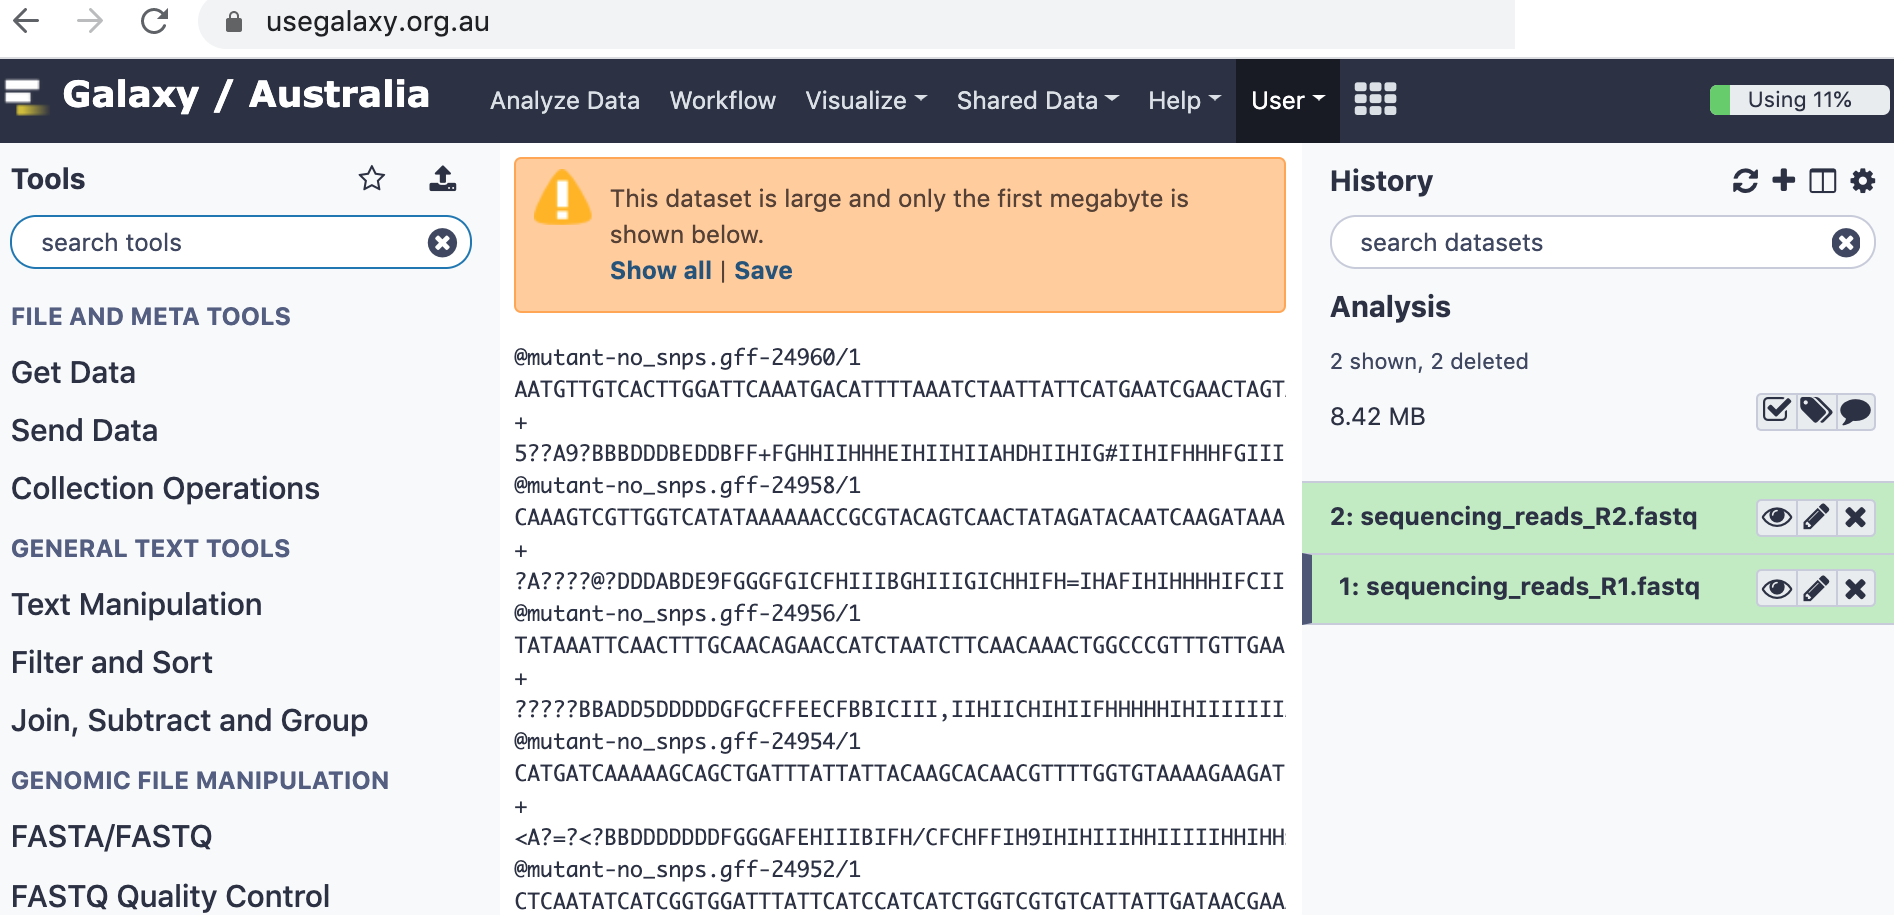 usegalaxy.org.au
Galaxy / Australia
Analyze Data
Workflow
Visualize
Shared Data
Help
User
Using 11%
Tools
search tools
FILE AND META TOOLS
Get Data
Send Data
Collection Operations
GENERAL TEXT TOOLS
Text Manipulation
Filter and Sort
Join, Subtract and Group
GENOMIC FILE MANIPULATION
FASTA/FASTQ
FASTQ Quality Control
This dataset is large and only the first megabyte is
shown below.
Show all | Save
@mutant-no_snps.gff-24960/1
AATGTTGTCACTTGGATTCAAATGACATTTTAAATCTAATTATTCATGAATCGAACTAGT
+
5??A9?BBBDDDBEDDBFF+FGHHIIHHHEIHIIHIIAHDHIIHIG#IIHIFHHHFGIII
@mutant-no_snps.gff-24958/1
CAAAGTCGTTGGTCATATAAAAAACCGCGTACAGTCAACTATAGATACAATCAAGATAAA
+
?A????@?DDDABDE9FGGGFGICFHIIIBGHIIIGICHHIFH=IHAFIHIHHHHIFCII
@mutant-no_snps.gff-24956/1
TATAAATTCAACTTTGCAACAGAACCATCTAATCTTCAACAAACTGGCCCGTTTGTTGAA
+
?????BBADD5DDDDDGFGCFFEECFBBICIII,IIHIICHIHIIFHHHHHIHIIIIIII
@mutant-no_snps.gff-24954/1
CATGATCAAAAAGCAGCTGATTTATTATTACAAGCACAACGTTTTGGTGTAAAAGAAGAT
+
<A?=?<?BBDDDDDDDFGGGAFEHIIIBIFH/CFCHFFIH9IHIHIIIHHIIIIIHHIHH
@mutant-no_snps.gff-24952/1
CTCAATATCATCGGTGGATTTATTCATCCATCATCTGGTCGTGTCATTATTGATAACGAA
History
search datasets
Analysis
2 shown, 2 deleted
8.42 MB
2: sequencing_reads_R2.fastq
1: sequencing_reads_R1.fastq